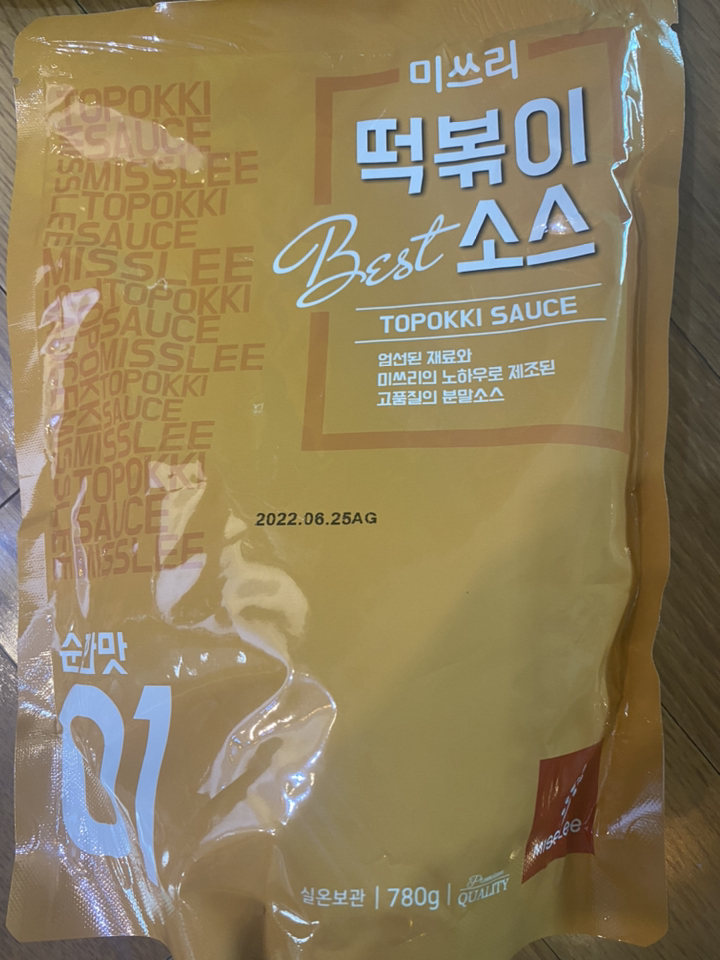 미쓰리
떡볶이
Best 소스
TOPOKKI SAUCE
엄선된 재료와
미쓰리의 노하우로 제조된
고품질의 분말소스
TOPOKKI
SAUCE
MISSLEE
TOPOKKI
SAUCE
MISSLEE
TOPOKKI
SAUCE
MISSLEE
TOPOKKI
SAUCE
MISSLEE
TOPOKKI
SAUCE
MISSLEE
2022.06.25AG
순한맛
01
MISSLEE
실온보관 | 780g | Premium QUALITY